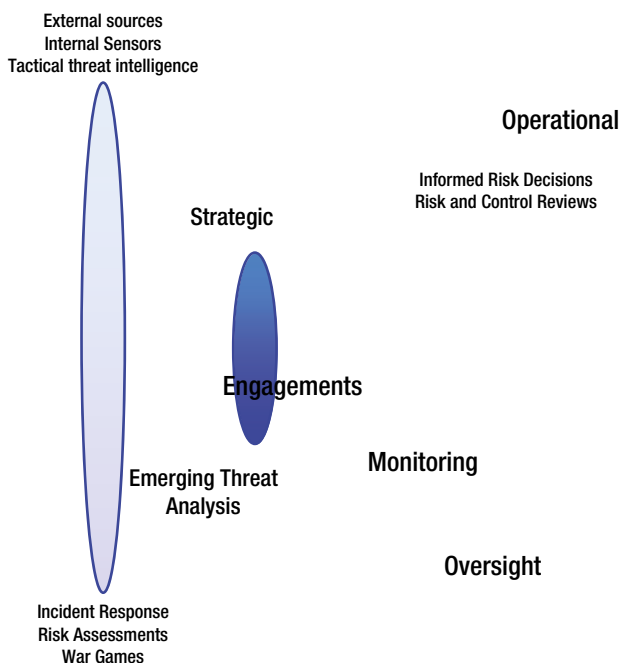 External sources
Internal Sensors
Tactical threat intelligence
Operational
Informed Risk Decisions
Risk and Control Reviews
Strategic
Engagements
Monitoring
Emerging Threat
Analysis
Oversight
Incident Response
Risk Assessments
War Games